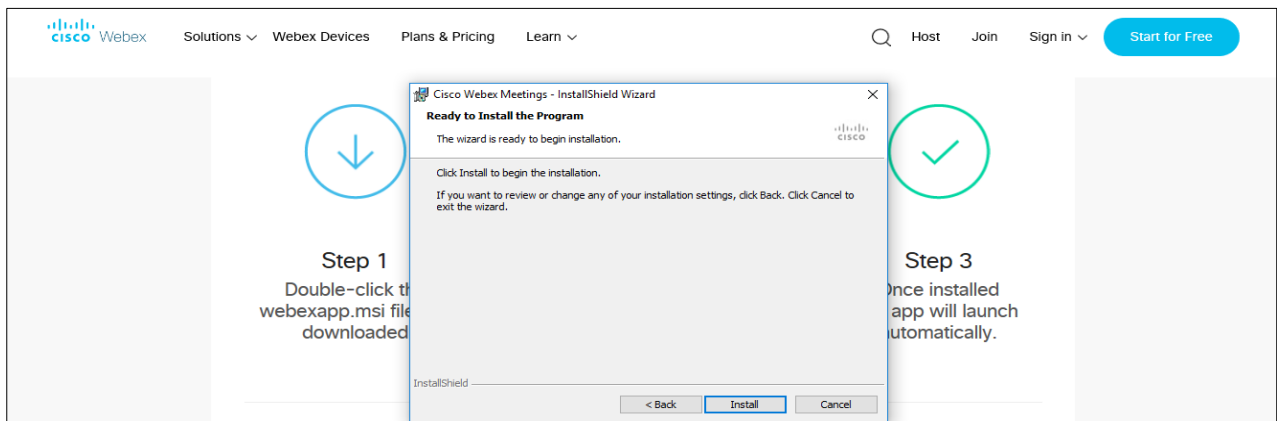 CISCO Webex Solutions Webex Devices Plans & Pricing Learn Host Join Sign in Start for Free
Cisco Webex Meetings - InstallShield Wizard
Ready to Install the Program
The wizard is ready to begin installation.
CISCO
Click Install to begin the installation.
If you want to review or change any of your installation settings, click Back. Click Cancel to
exit the wizard.
InstallShield
< Back Install Cancel
Step 1
Double-click
webexapp.msi file
downloaded
Step 3
installed
app will launch